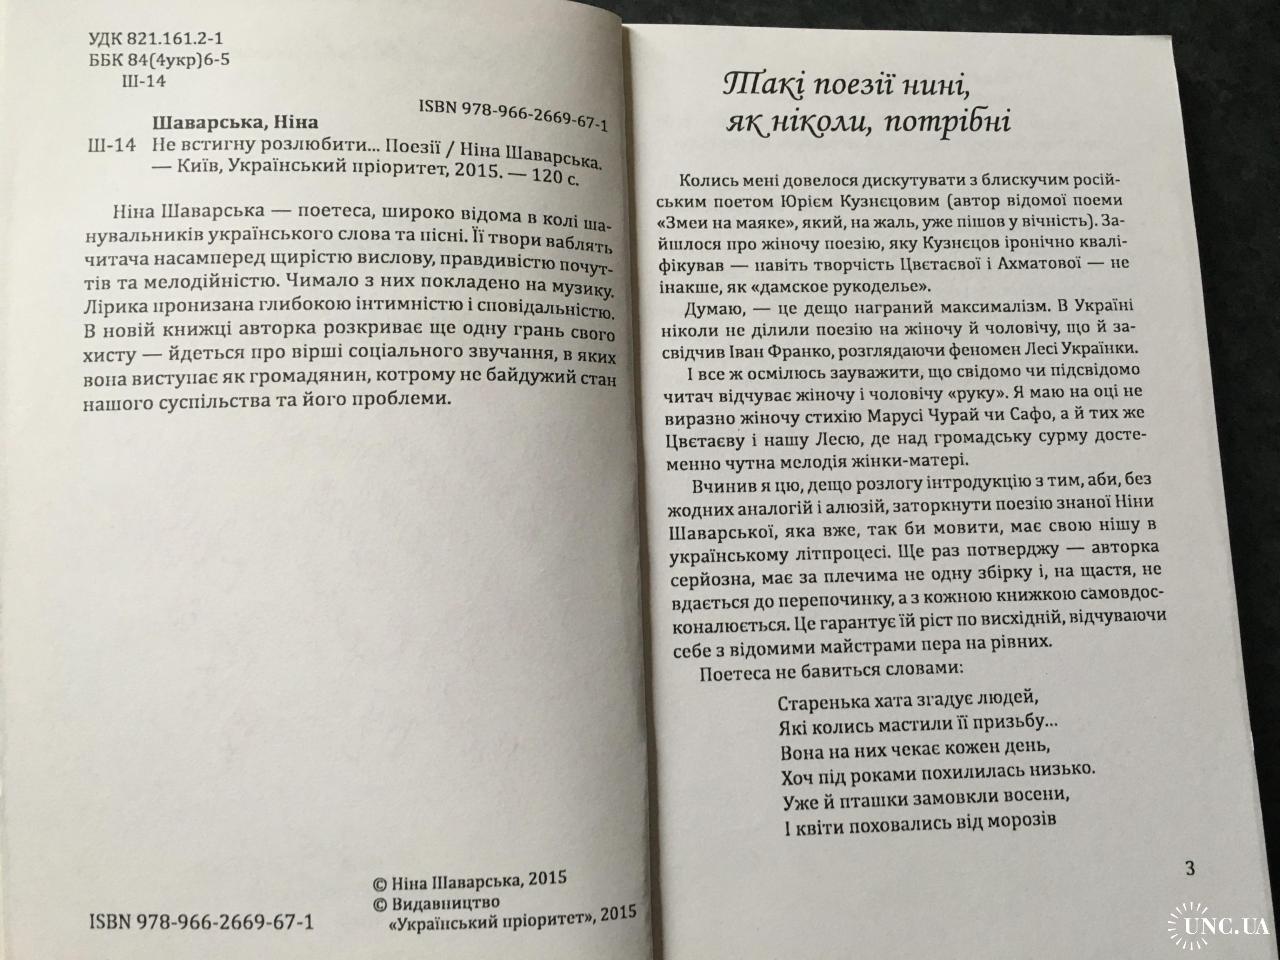 УДК 821.161.2-1
ББК 84(4укр)6-5
Ш-14
ISBN 978-966-2669-67-1
Шаварська, Ніна
Ш-14 Не встигну розлюбити... Поезії / Ніна Шаварська.
— Київ, Український пріоритет, 2015. — 120 с.
Ніна Шаварська — поетеса, широко відома в колі ша-
нувальників українського слова та пісні. Її твори ваблять
читача насамперед щирістю вислову, правдивістю почут-
тів та мелодійністю. Чимало з них покладено на музику.
Лірика пронизана глибокою інтимністю і сповідальністю.
В новій книжці авторка розкриває ще одну грань свого
хисту — йдеться про вірші соціального звучання, в яких
вона виступає як громадянин, котрому не байдужий стан
нашого суспільства та його проблеми.
© Ніна Шаварська, 2015
© Видавництво
«Український пріоритет», 2015
ISBN 978-966-2669-67-1
Такі поезії нині,
як ніколи, потрібні
Колись мені довелося дискутувати з блискучим росій-
ським поетом Юрієм Кузнєцовим (автор відомої поеми
«Змеи на маяке», який, на жаль, уже пішов у вічність). За-
йшлося про жіночу поезію, яку Кузнєцов іронічно квалі-
фікував — навіть творчість Цвєтаєвої і Ахматової — не
інакше, як «дамское рукоделье».
Думаю, — це дещо награний максималізм. В Україні
ніколи не ділили поезію на жіночу й чоловічу, що й за-
свідчив Іван Франко, розглядаючи феномен Лесі Українки.
І все ж осмілюсь зауважити, що свідомо чи підсвідомо
читач відчуває жіночу і чоловічу «руку». Я маю на оці не
виразно жіночу стихію Марусі Чурай чи Сафо, а й тих же
Цвєтаєву і нашу Лесю, де над громадську сурму досте-
менно чутна мелодія жінки-матері.
Вчинив я цю, дещо розлогу інтродукцію з тим, аби, без
жодних аналогій і алюзій, заторкнути поезію знаної Ніни
Шаварської, яка вже, так би мовити, має свою нішу в
українському літпроцесі. Ще раз потверджу — авторка
серйозна, має за плечима не одну збірку і, на щастя, не
вдається до перепочинку, а з кожною книжкою самовдос-
коналюється. Це гарантує їй ріст по висхідній, відчуваючи
себе з відомими майстрами пера на рівних.
Поетеса не бавиться словами:
Старенька хата згадує людей,
Які колись мастили її призьбу...
Вона на них чекає кожен день,
Хоч під роками похилилась низько.
Уже й пташки замовкли восени,
І квіти поховались від морозів
3
UNC.UA